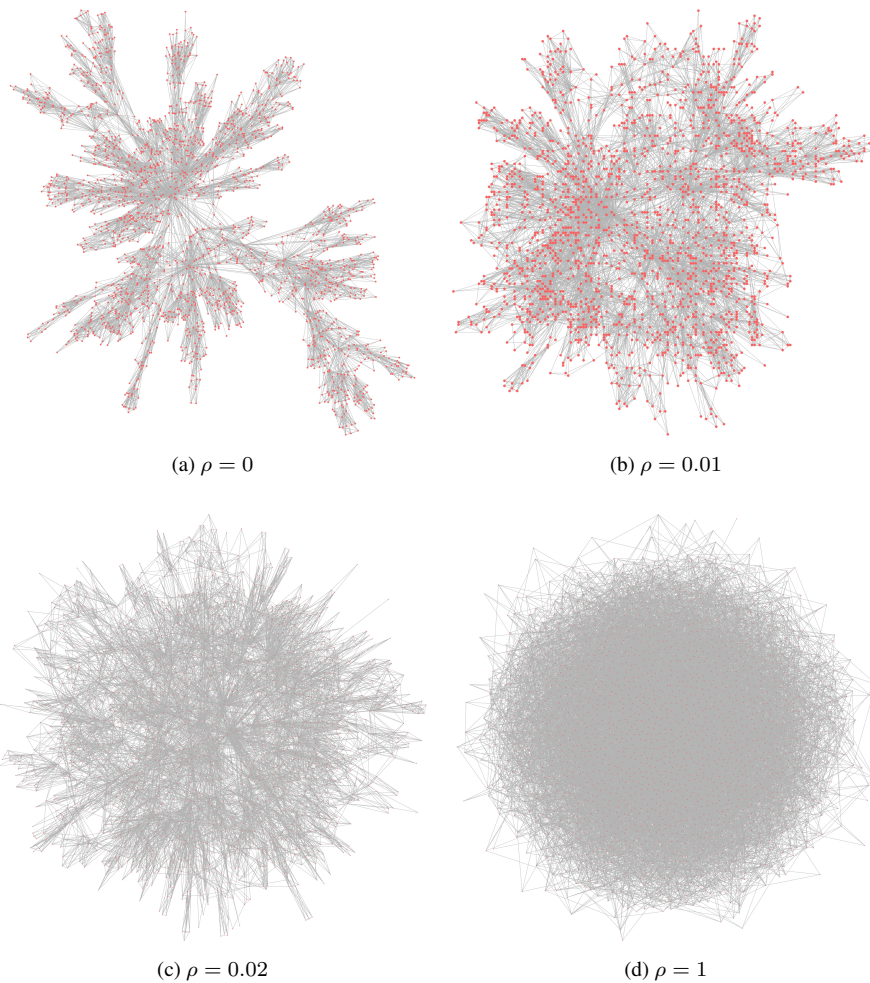 (a) ρ = 0
(b) ρ = 0.01
(c) ρ = 0.02
(d) ρ = 1